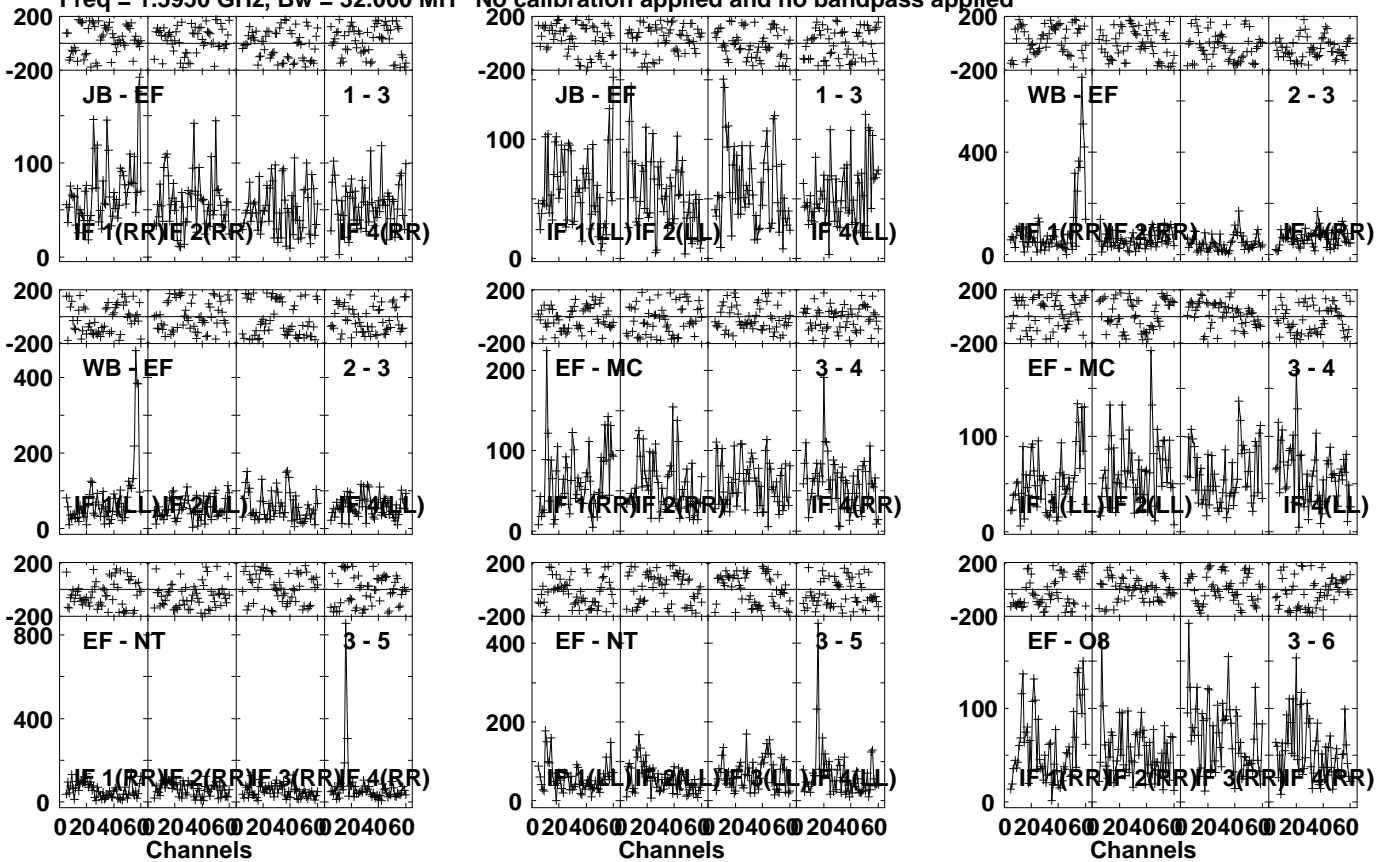 Freq = 1.5950 GHz, Bw = 32.000 MH No calibration applied and no bandpass applied
200
-200
JB - EF 1 - 3
100
0
IF 1(RR) IF 2(RR) IF 4(RR)
JB - EF 1 - 3
100
0
IF 1(LL) IF 2(LL) IF 4(LL)
200
-200
WB - EF 2 - 3
400
0
IF 1(RR) IF 2(RR) IF 4(RR)
200
-200
WB - EF 2 - 3
400
200
0
IF 1(LL) IF 2(LL) IF 4(LL)
200
-200
EF - MC 3 - 4
200
100
0
IF 1(RR) IF 2(RR) IF 4(RR)
200
-200
EF - MC 3 - 4
100
0
IF 1(LL) IF 2(LL) IF 4(LL)
200
-200
EF - NT 3 - 5
800
400
0
IF 1(RR) IF 2(RR) IF 3(RR) IF 4(RR)
0 20 40 60 0 20 40 60 0 20 40 60 0 20 40 60
Channels
200
-200
EF - NT 3 - 5
400
200
0
IF 1(LL) IF 2(LL) IF 3(LL) IF 4(LL)
0 20 40 60 0 20 40 60 0 20 40 60 0 20 40 60
Channels
200
-200
EF - O8 3 - 6
100
0
IF 1(RR) IF 2(RR) IF 3(RR) IF 4(RR)
0 20 40 60 0 20 40 60 0 20 40 60 0 20 40 60
Channels